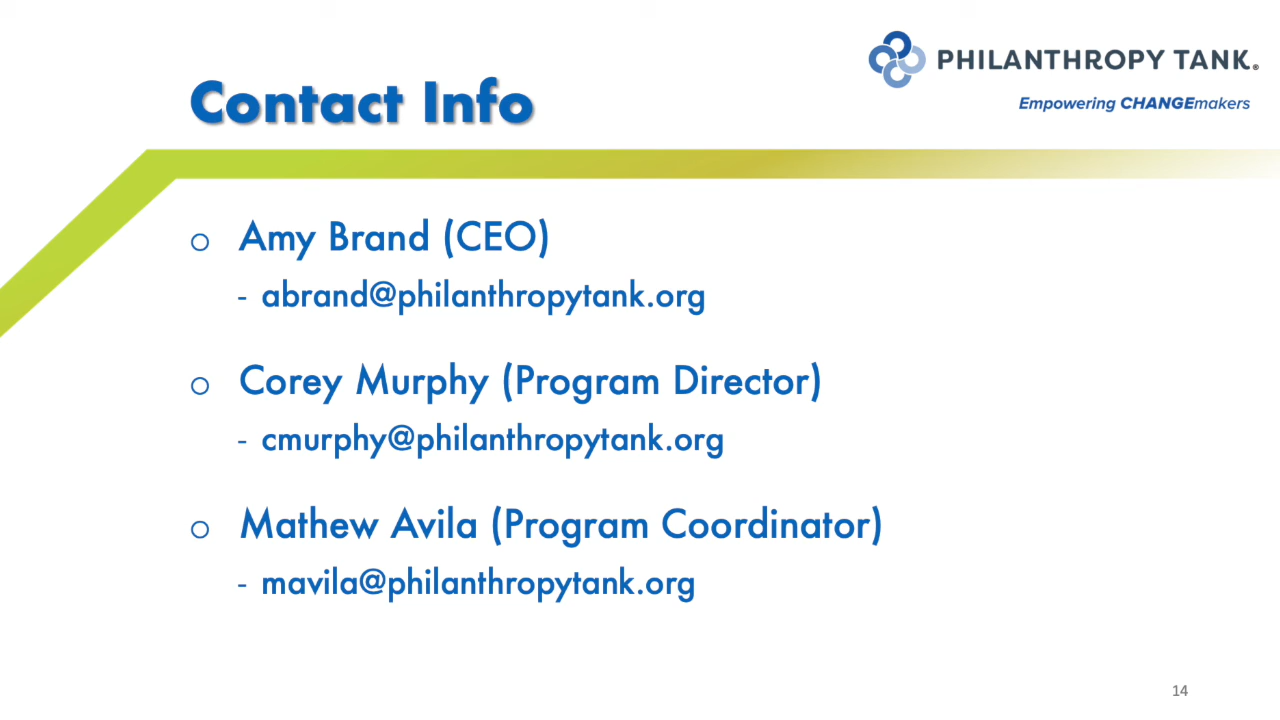 PHILANTHROPY TANK®
Empowering CHANGEmakers
Contact Info
o Amy Brand (CEO)
- abrand@philanthropytank.org
o Corey Murphy (Program Director)
- cmurphy@philanthropytank.org
o Mathew Avila (Program Coordinator)
- mavila@philanthropytank.org
14